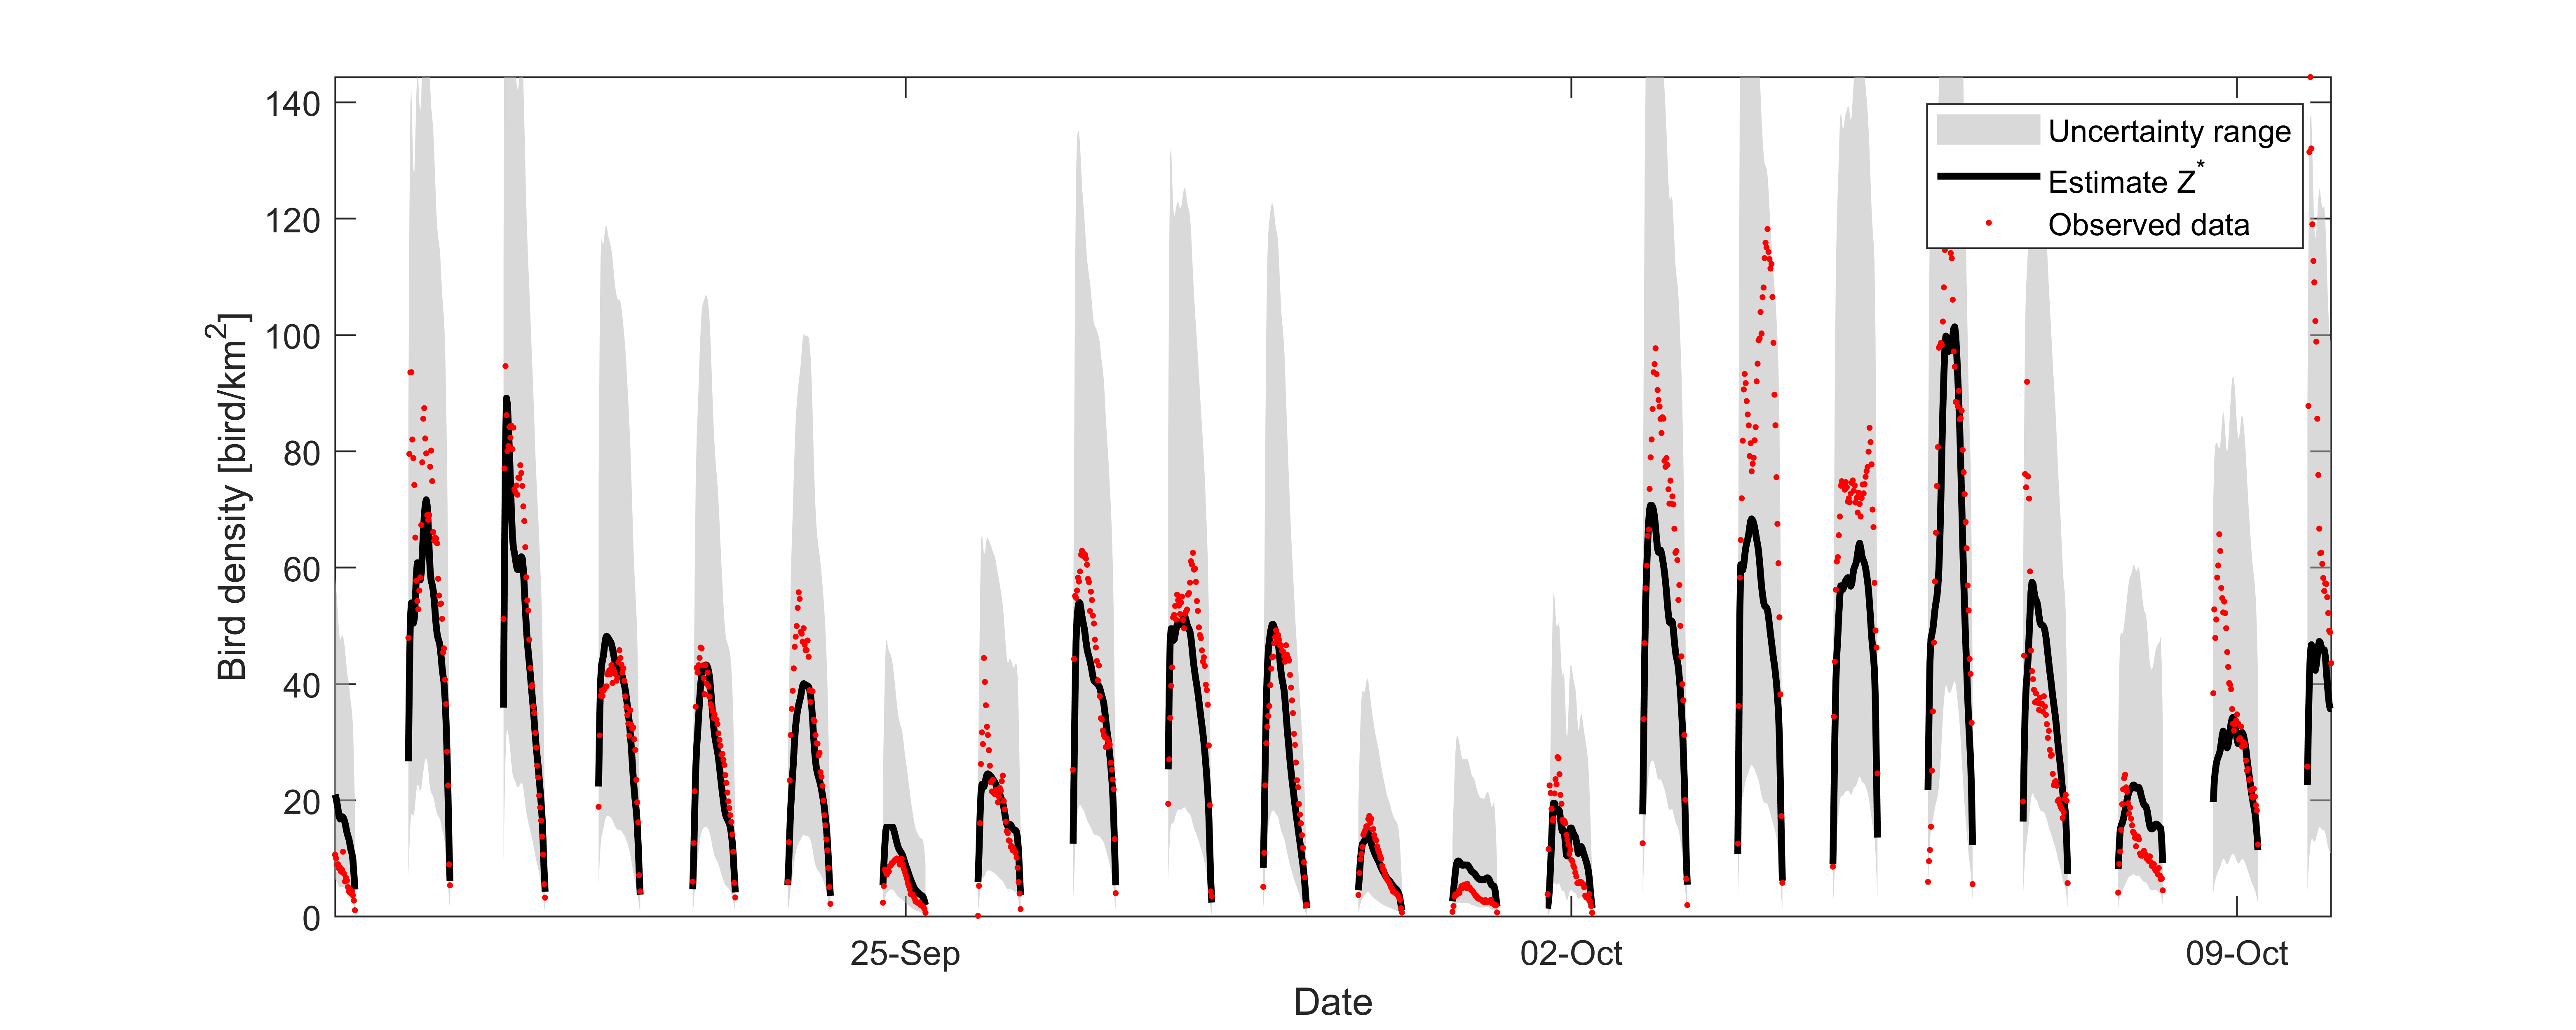 140
120
100
80
60
40
20
0
Bird density [bird/km²]
25-Sep
02-Oct
09-Oct
Date
Uncertainty range
Estimate Z*
Observed data